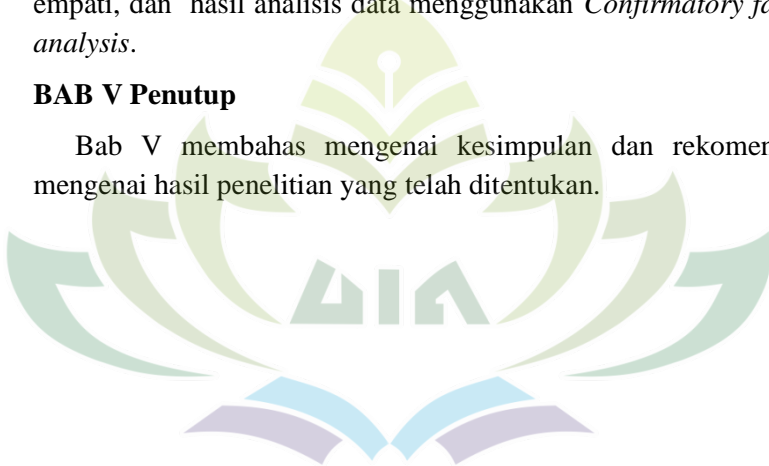 empati, dan hasil analisis data menggunakan Confirmatory fa
analysis.
BAB V Penutup
Bab V membahas mengenai kesimpulan dan rekomen
mengenai hasil penelitian yang telah ditentukan.
UIN